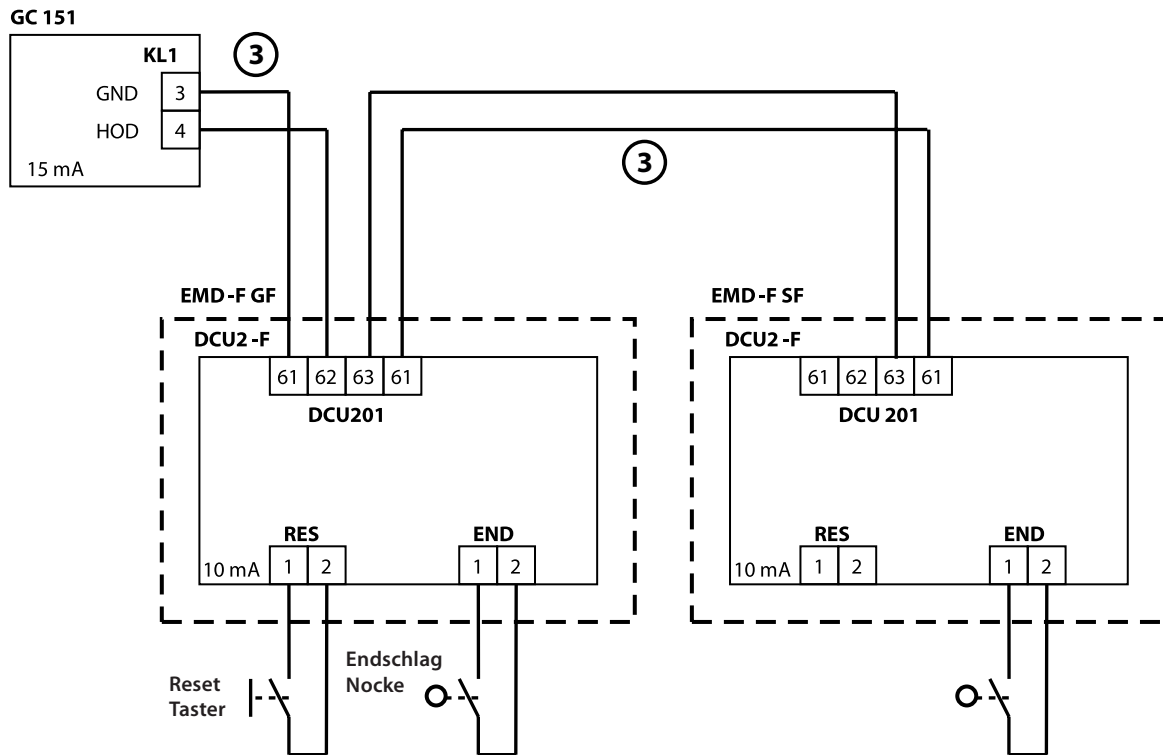 GC 151
KL1
3
GND 3
HOD 4
15 mA
3
EMD-F GF
EMD-F SF
DCU2-F
DCU2-F
61 62 63 61
61 62 63 61
DCU201
DCU 201
RES
END
RES
END
10 mA 1 2
1 2
10 mA 1 2
1 2
Reset
Taster
Endschlag
Nocke